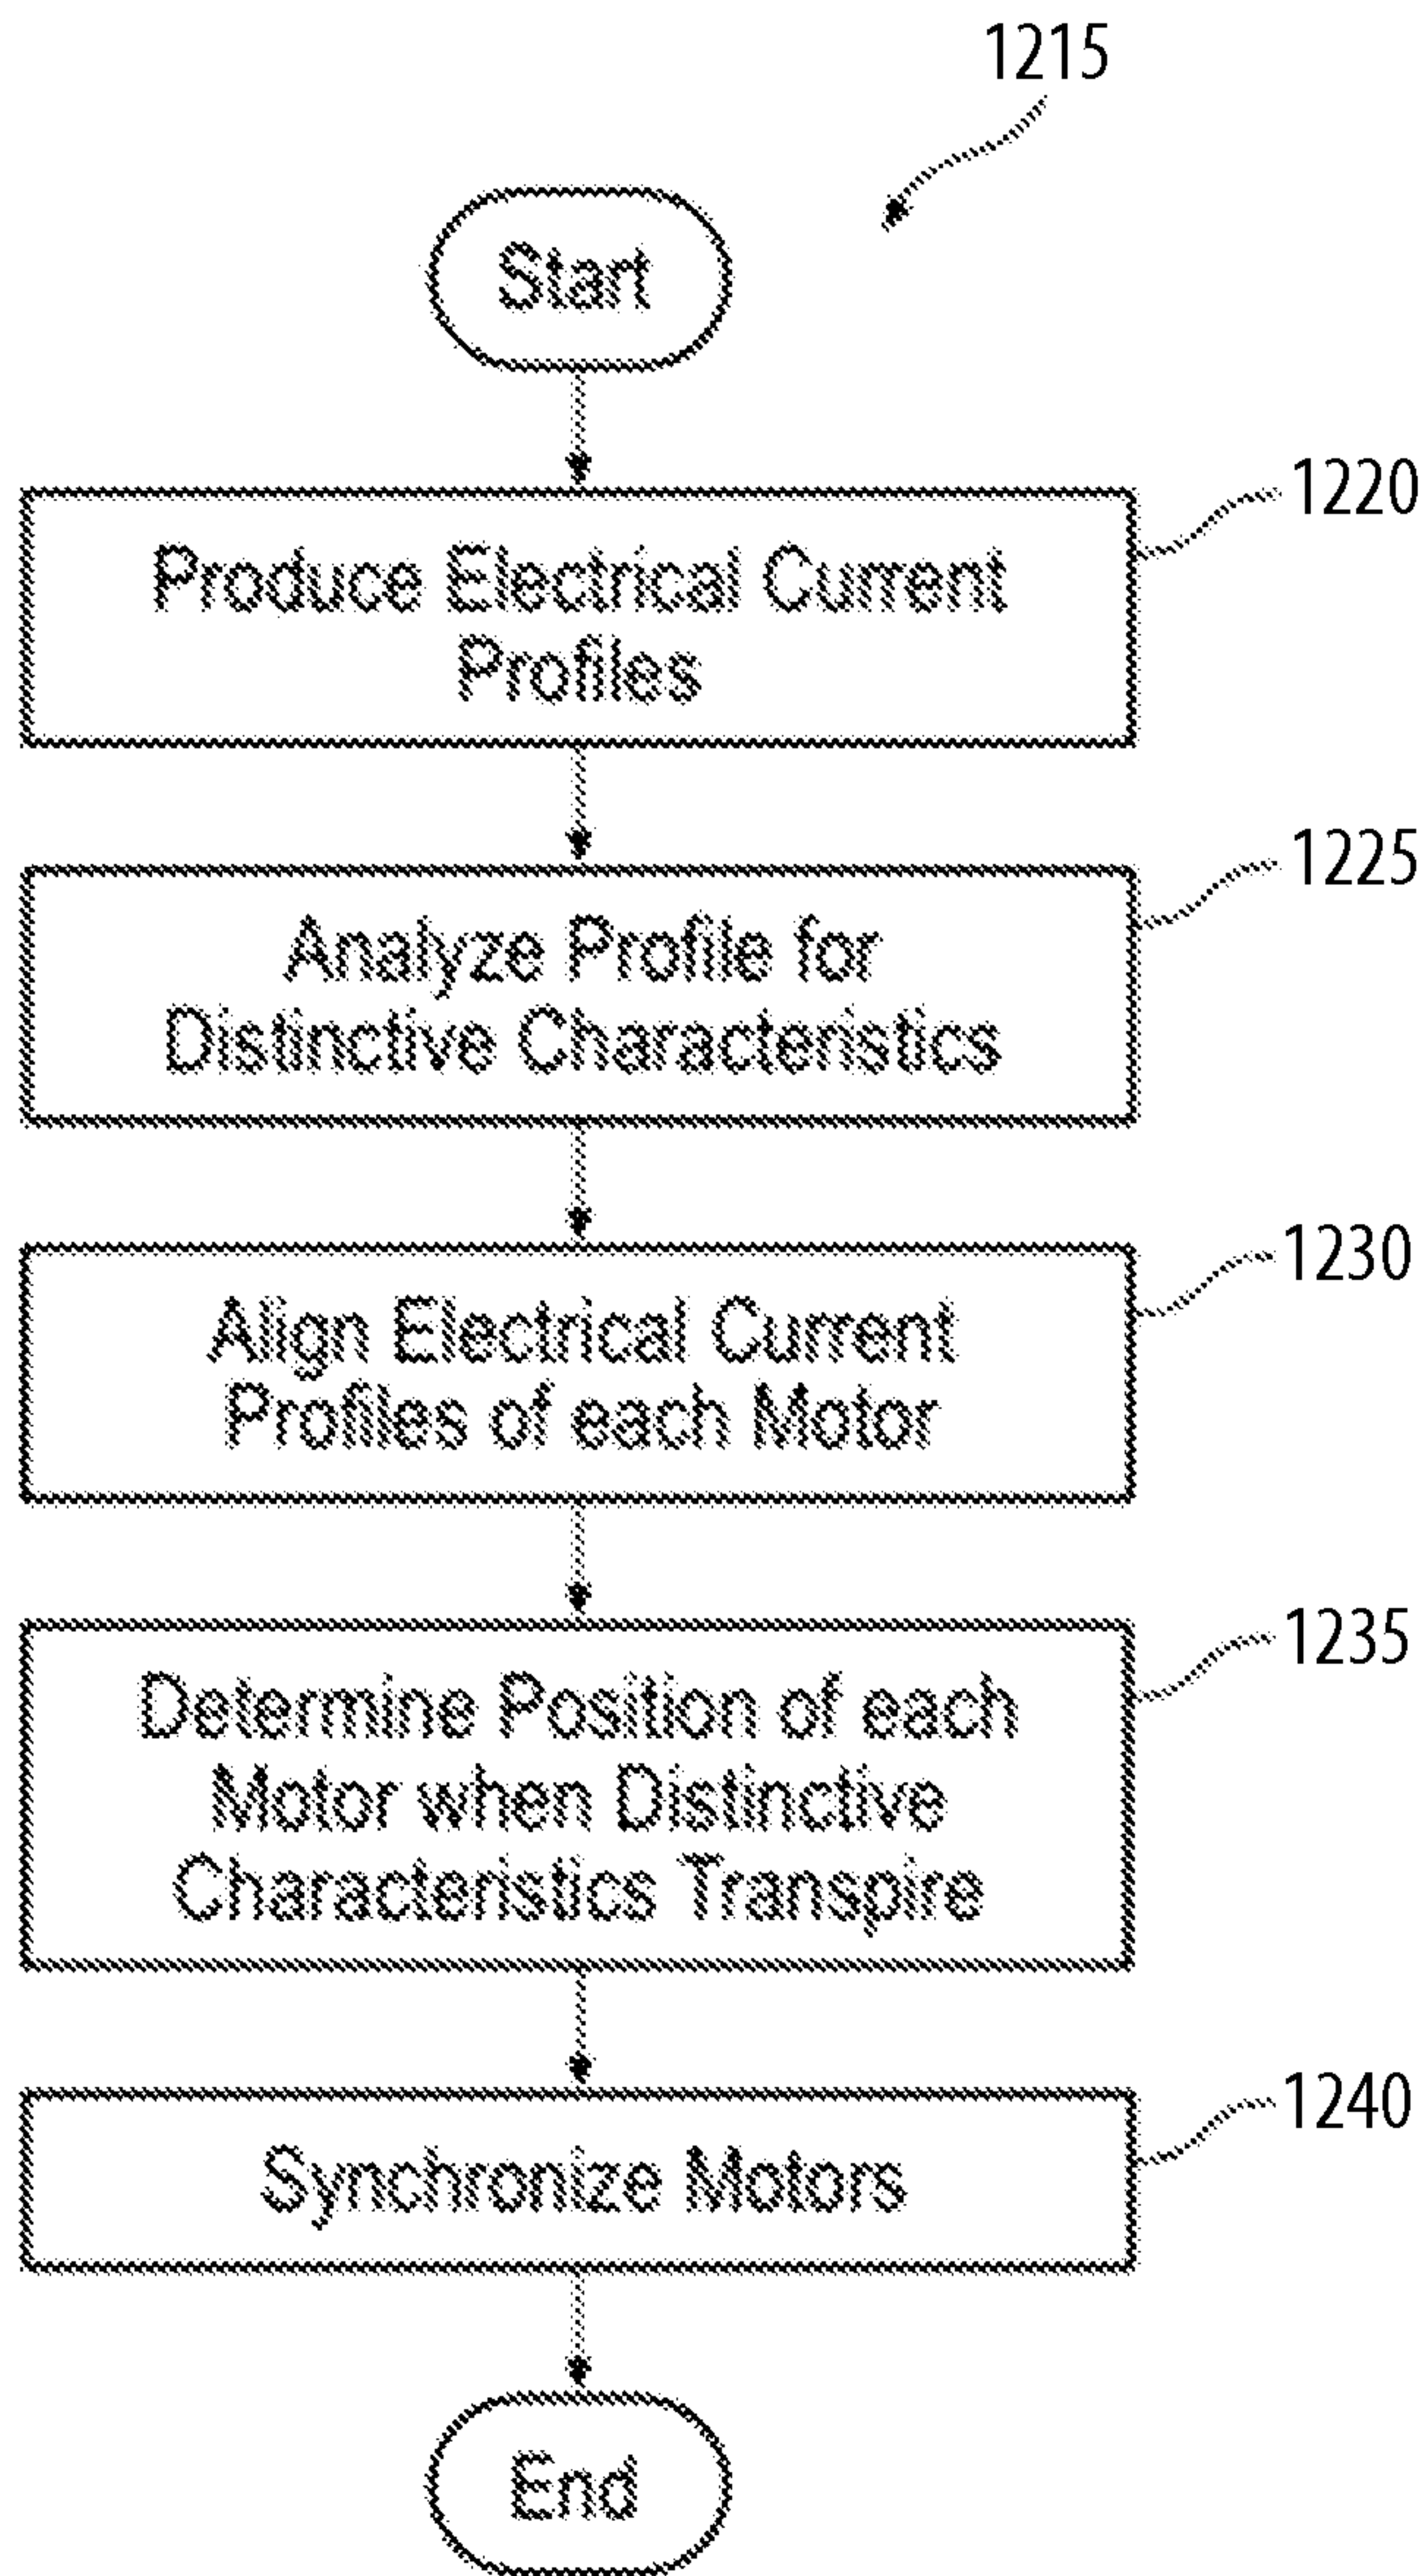 1215
Start
1220
Produce Electrical Current
Profiles
1225
Analyze Profile for
Distinctive Characteristics
1230
Align Electrical Current
Profiles of each Motor
1235
Determine Position of each
Motor when Distinctive
Characteristics Transpire
1240
Synchronize Motors
End